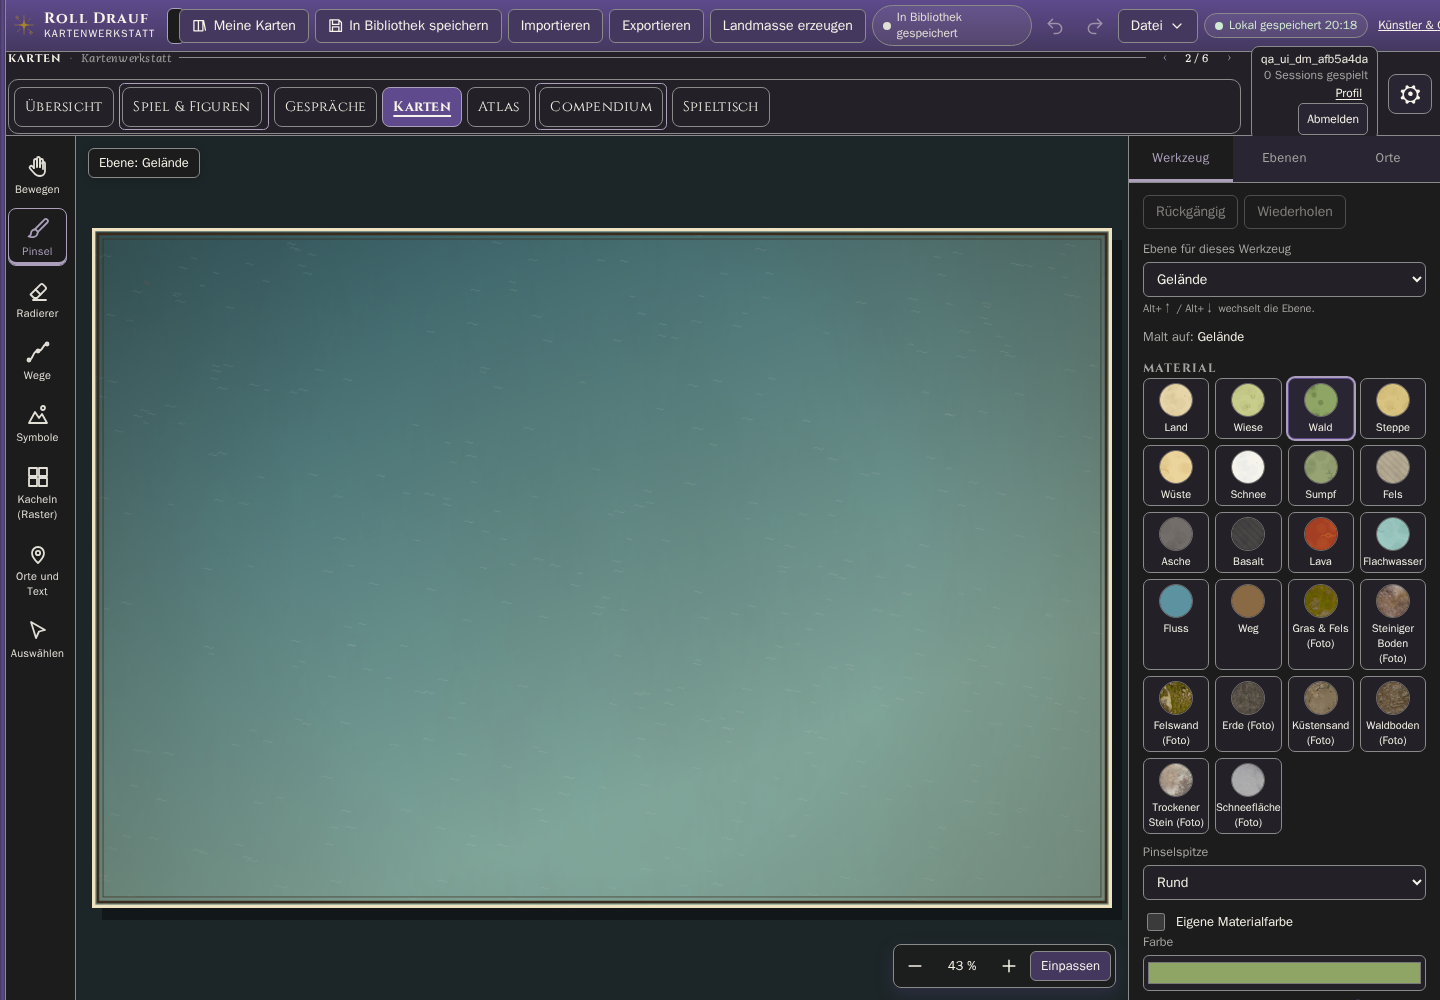 ROLL DRAUF
KARTENWERKSTATT
Meine Karten
In Bibliothek speichern
Importieren
Exportieren
Landmasse erzeugen
In Bibliothek
gespeichert
Datei
Lokal gespeichert 20:18
Künstler &
KARTEN · Kartenwerkstatt
‹ 2 / 6 ›
qa_ui_dm_afb5a4da
0 Sessions gespielt
Profil
Abmelden
ÜBERSICHT
SPIEL & FIGUREN
GESPRÄCHE
KARTEN
ATLAS
COMPENDIUM
SPIELTISCH
Bewegen
Pinsel
Radierer
Wege
Symbole
Kacheln
(Raster)
Orte und
Text
Auswählen
Ebene: Gelände
43 %
Einpassen
Werkzeug
Ebenen
Orte
Rückgängig
Wiederholen
Ebene für dieses Werkzeug
Gelände
Alt+↑ / Alt+↓ wechselt die Ebene.
Malt auf: Gelände
MATERIAL
Land
Wiese
Wald
Steppe
Wüste
Schnee
Sumpf
Fels
Asche
Basalt
Lava
Flachwasser
Fluss
Weg
Gras & Fels
(Foto)
Steiniger
Boden
(Foto)
Felswand
(Foto)
Erde (Foto)
Küstensand
(Foto)
Waldboden
(Foto)
Trockener
Stein (Foto)
Schneefläche
(Foto)
Pinselspitze
Rund
Eigene Materialfarbe
Farbe